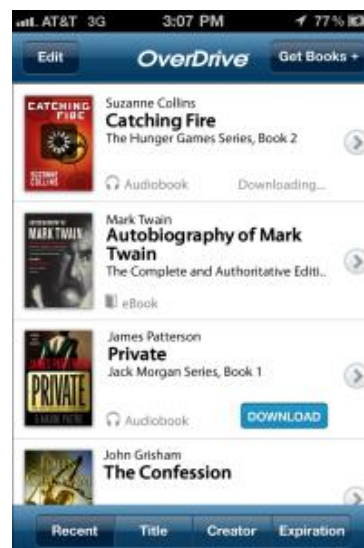 AT&T 3G 3:07 PM 77%
Edit OverDrive Get Books +
CATCHING
FIRE
SUZANNE
COLLINS
Suzanne Collins
Catching Fire
The Hunger Games Series, Book 2
Audiobook Downloading...
MARK TWAIN
Mark Twain
Autobiography of Mark
Twain
The Complete and Authoritative Editi..
eBook
JAMES PATTERSON
PRIVATE
James Patterson
Private
Jack Morgan Series, Book 1
Audiobook DOWNLOAD
JOHN
GRISHAM
John Grisham
The Confession
Recent Title Creator Expiration